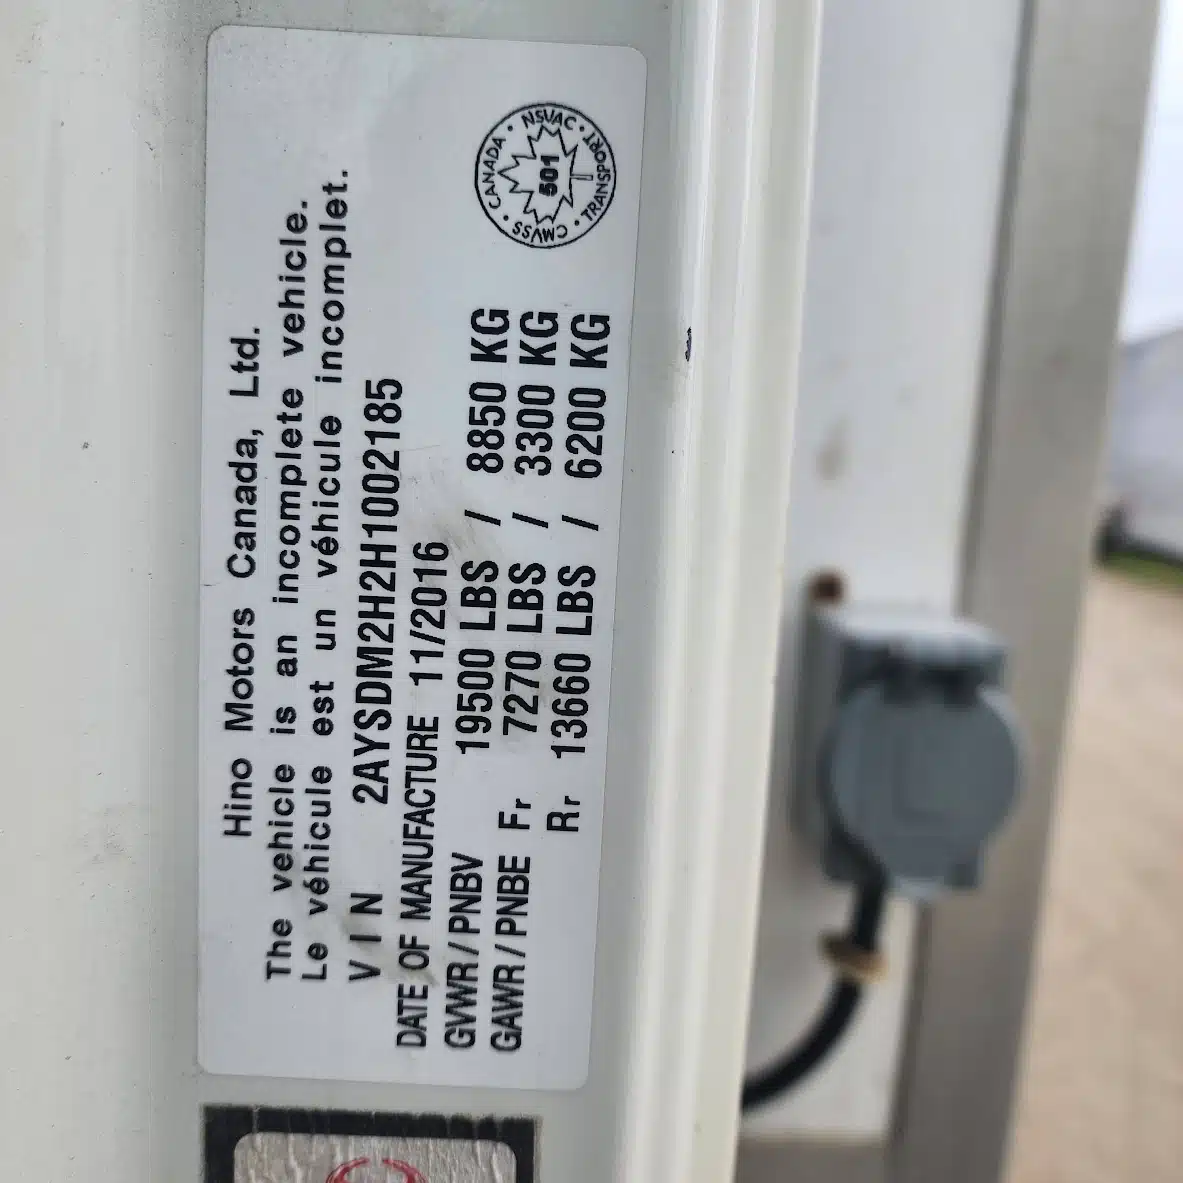 Hino Motors Canada, Ltd.
The vehicle is an incomplete vehicle.
Le véhicule est un véhicule incomplet.
VIN 2AYSDM2H2H1002185
DATE OF MANUFACTURE 11/2016
GVWR/PNBV 19500 LBS / 8850 KG
GAWR/PNBE Fr 7270 LBS / 3300 KG
Rr 13660 LBS / 6200 KG
CANADA · NSVAC · TRANSPORT · CMVSS ·
501